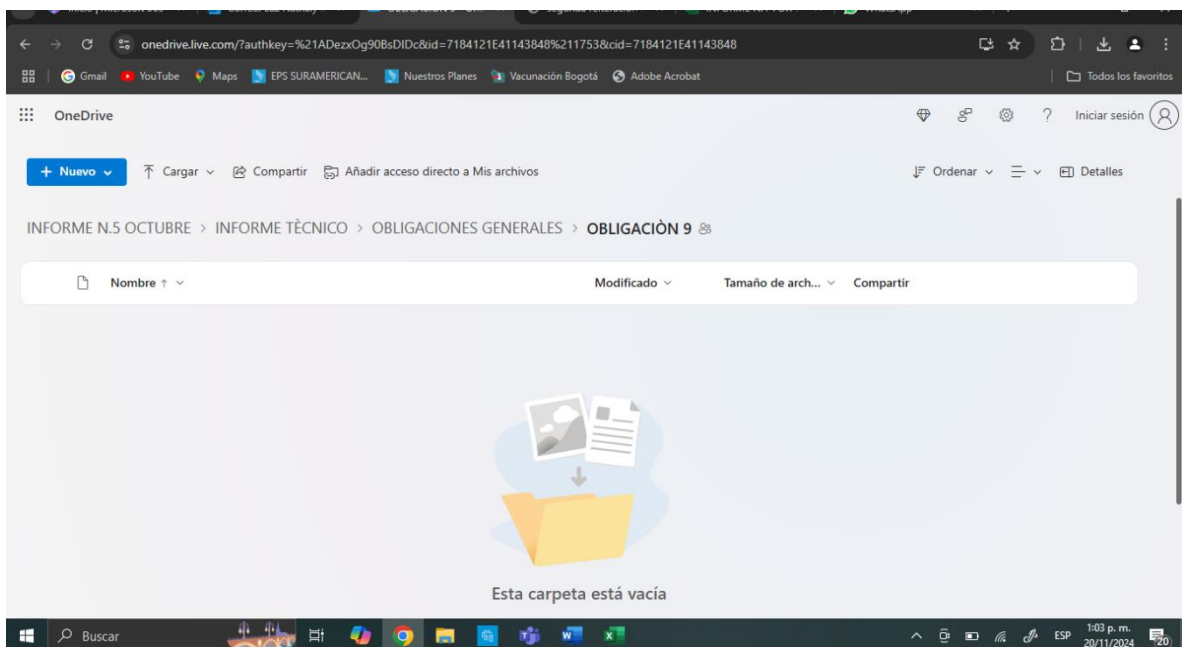 onedrive.live.com/?authkey=%21ADezxOg90BsDIDc&id=7184121E41143848%211753&cid=7184121E41143848
Gmail YouTube Maps EPS SURAMERICAN... Nuestros Planes Vacunación Bogotá Adobe Acrobat Todos los favoritos
OneDrive Iniciar sesión
+ Nuevo Cargar Compartir Añadir acceso directo a Mis archivos Ordenar Detalles
INFORME N.5 OCTUBRE > INFORME TÈCNICO > OBLIGACIONES GENERALES > OBLIGACIÒN 9
Nombre ↑ Modificado Tamaño de arch... Compartir
Esta carpeta está vacía
Buscar ESP 1:03 p. m.
20/11/2024 20